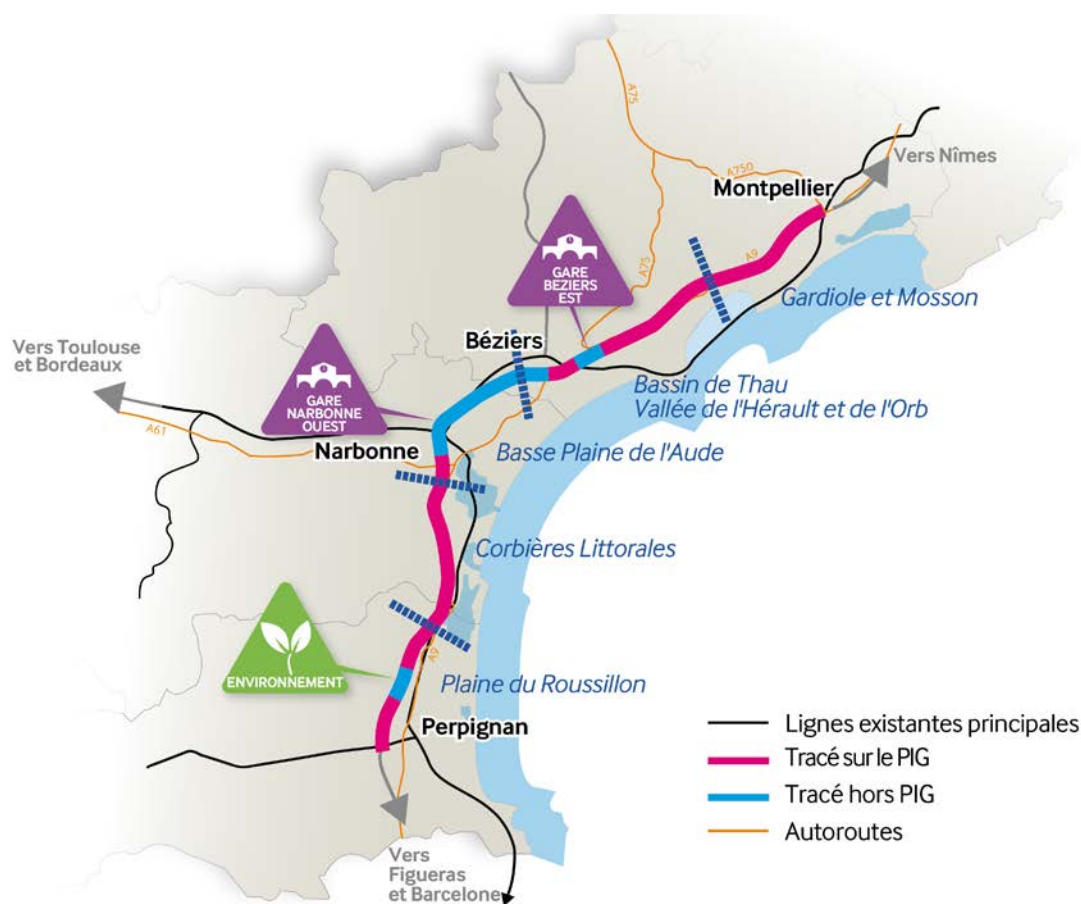 A75
A750
Vers Nîmes
Montpellier
GARE
BEZIERS
EST
A75
A9
Gardiole et Mosson
Béziers
Vers Toulouse
et Bordeaux
GARE
NARBONNE
OUEST
Bassin de Thau
Vallée de l'Hérault et de l'Orb
A61
Narbonne
Basse Plaine de l'Aude
Corbières Littorales
ENVIRONNEMENT
A9
Plaine du Roussillon
Perpignan
Lignes existantes principales
Tracé sur le PIG
Tracé hors PIG
Autoroutes
Vers
Figueras
et Barcelone